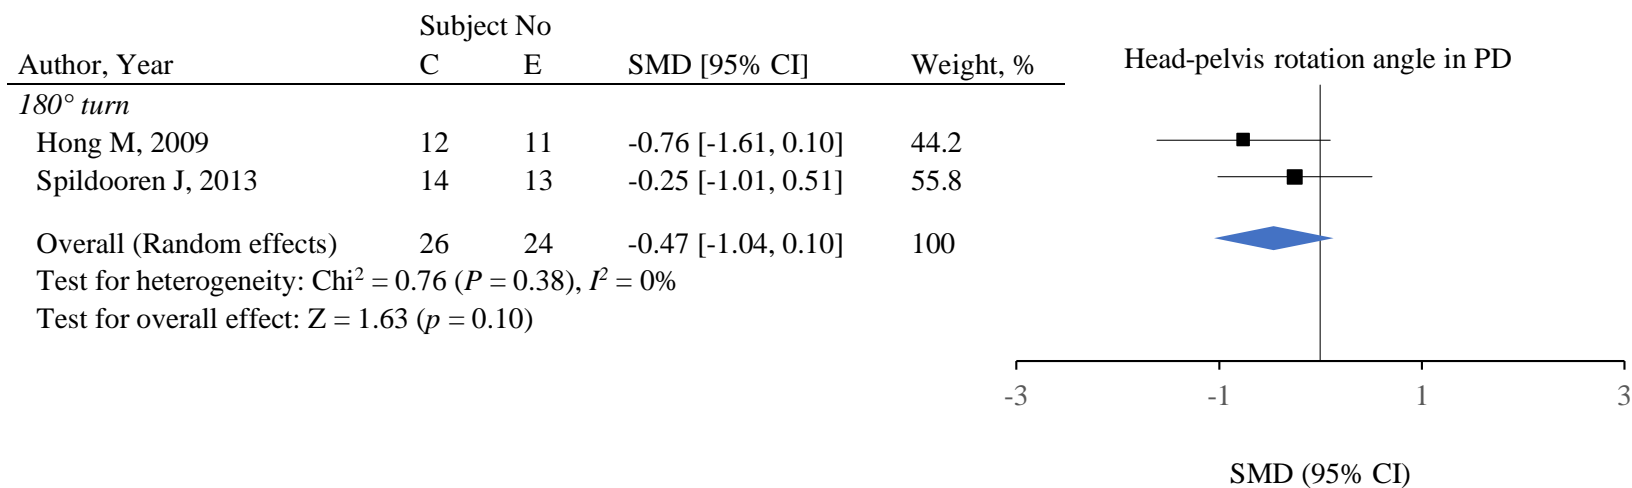 Subject No
Author, Year C E SMD [95% CI] Weight, %
180° turn
Hong M, 2009 12 11 -0.76 [-1.61, 0.10] 44.2
Spildooren J, 2013 14 13 -0.25 [-1.01, 0.51] 55.8
Overall (Random effects) 26 24 -0.47 [-1.04, 0.10] 100
Test for heterogeneity: Chi² = 0.76 (P = 0.38), I² = 0%
Test for overall effect: Z = 1.63 (p = 0.10)
Head-pelvis rotation angle in PD
-3 -1 1 3
SMD (95% CI)